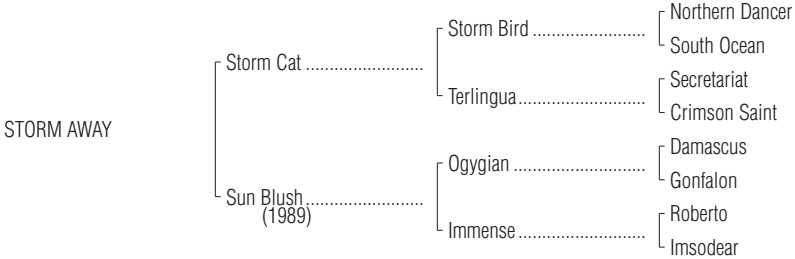 Northern Dancer
Storm Bird ........................
South Ocean
Storm Cat .........................
Secretariat
Terlingua...........................
Crimson Saint
STORM AWAY
Damascus
Ogygian ............................
Gonfalon
Sun Blush.........................
(1989)
Roberto
Immense...........................
Imsodear